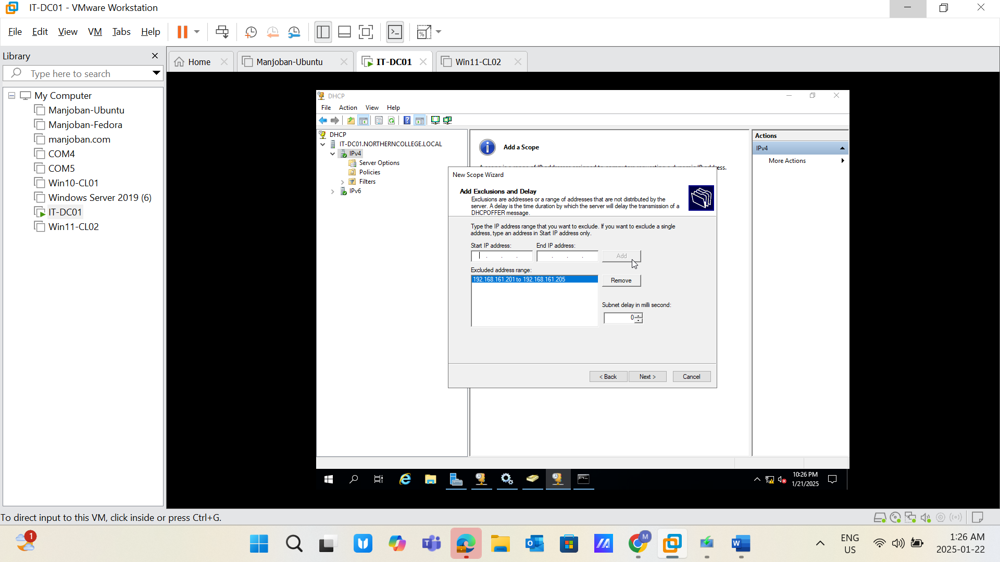 IT-DC01 - VMware Workstation
File Edit View VM Tabs Help
Library
Type here to search
My Computer
Manjoban-Ubuntu
Manjoban-Fedora
manjoban.com
COM4
COM5
Win10-CL01
Windows Server 2019 (6)
IT-DC01
Win11-CL02
Home
Manjoban-Ubuntu
IT-DC01
Win11-CL02
DHCP
File Action View Help
DHCP
IT-DC01.NORTHERNCOLLEGE.LOCAL
IPv4
Server Options
Policies
Filters
IPv6
Add a Scope
Actions
IPv4
More Actions
New Scope Wizard
Add Exclusions and Delay
Exclusions are addresses or a range of addresses that are not distributed by the
server. A delay is the time duration by which the server will delay the transmission of a
DHCPOFFER message.
Type the IP address range that you want to exclude. If you want to exclude a single
address, type an address in Start IP address only.
Start IP address: End IP address:
Add
Excluded address range:
192.168.161.201 to 192.168.161.205
Remove
Subnet delay in milli second:
0
< Back Next > Cancel
10:26 PM
1/21/2025
To direct input to this VM, click inside or press Ctrl+G.
1
M
ENG
US
1:26 AM
2025-01-22